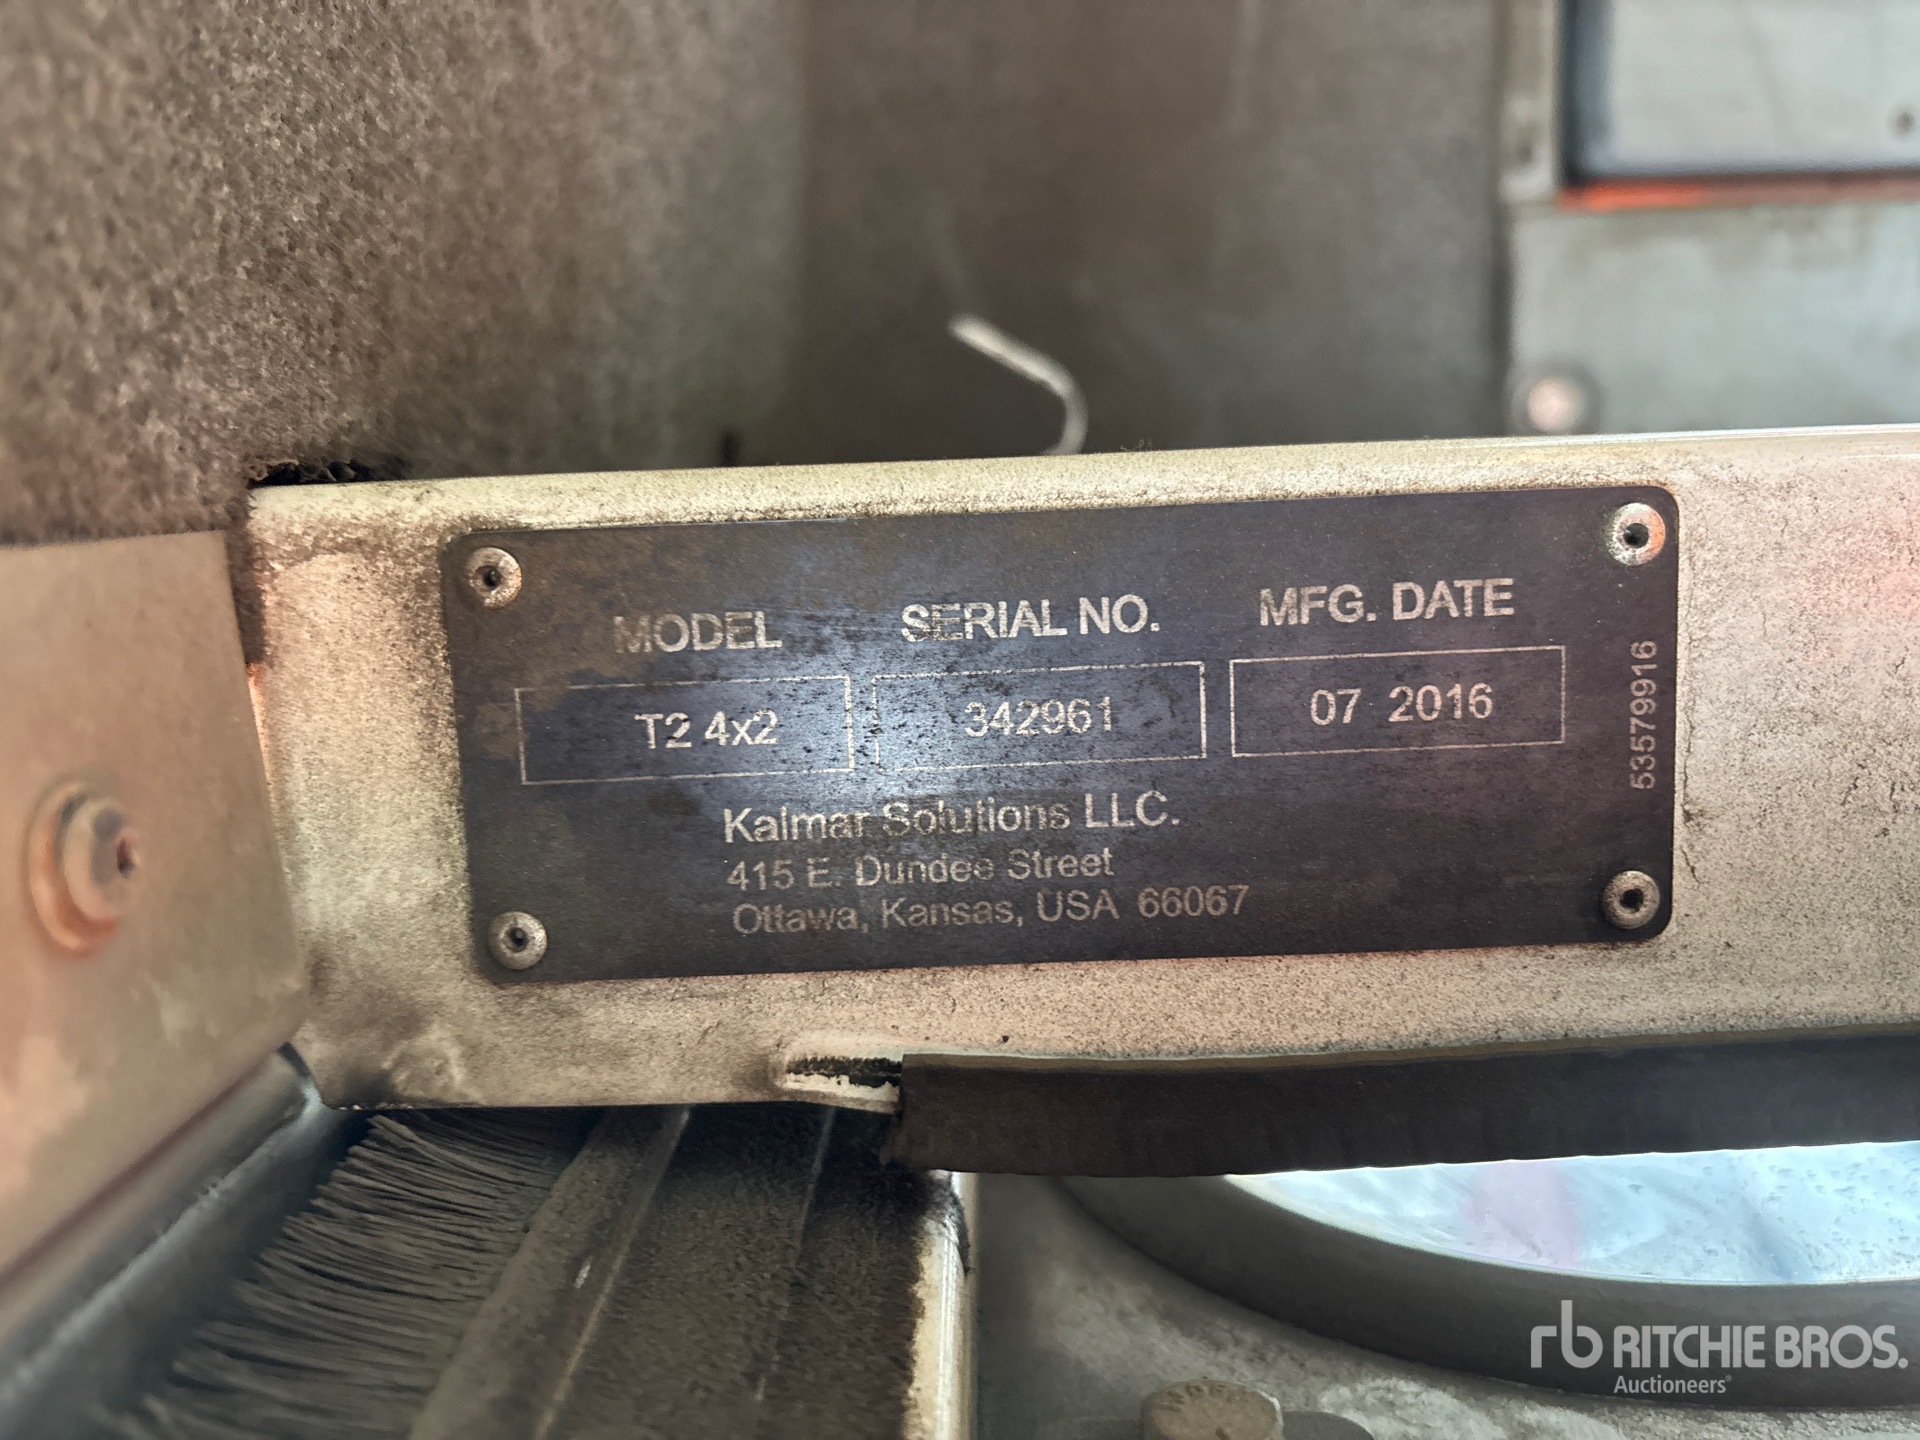 MODEL SERIAL NO. MFG. DATE
T2 4x2 342961 07 2016
Kalmar Solutions LLC.
415 E. Dundee Street
Ottawa, Kansas, USA 66067
53579916
rb RITCHIE BROS.
Auctioneers